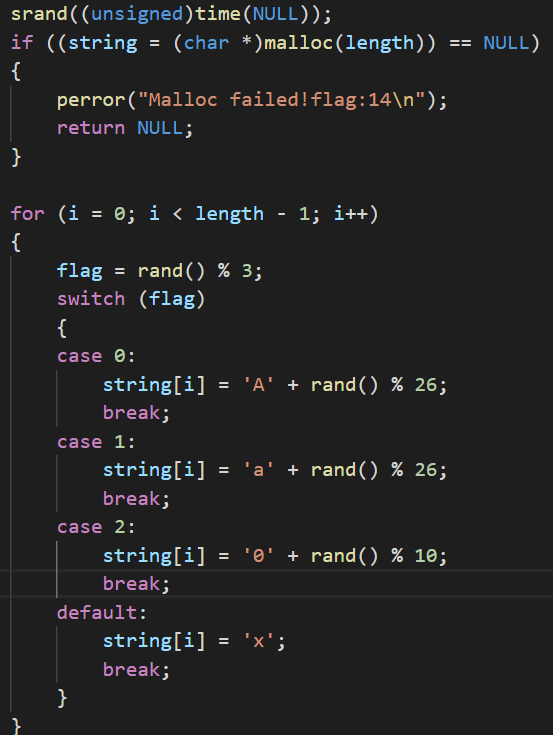 srand((unsigned)time(NULL));
if ((string = (char *)malloc(length)) == NULL)
{
    perror("Malloc failed!flag:14\n");
    return NULL;
}

for (i = 0; i < length - 1; i++)
{
    flag = rand() % 3;
    switch (flag)
    {
    case 0:
        string[i] = 'A' + rand() % 26;
        break;
    case 1:
        string[i] = 'a' + rand() % 26;
        break;
    case 2:
        string[i] = '0' + rand() % 10;
        break;
    default:
        string[i] = 'x';
        break;
    }
}